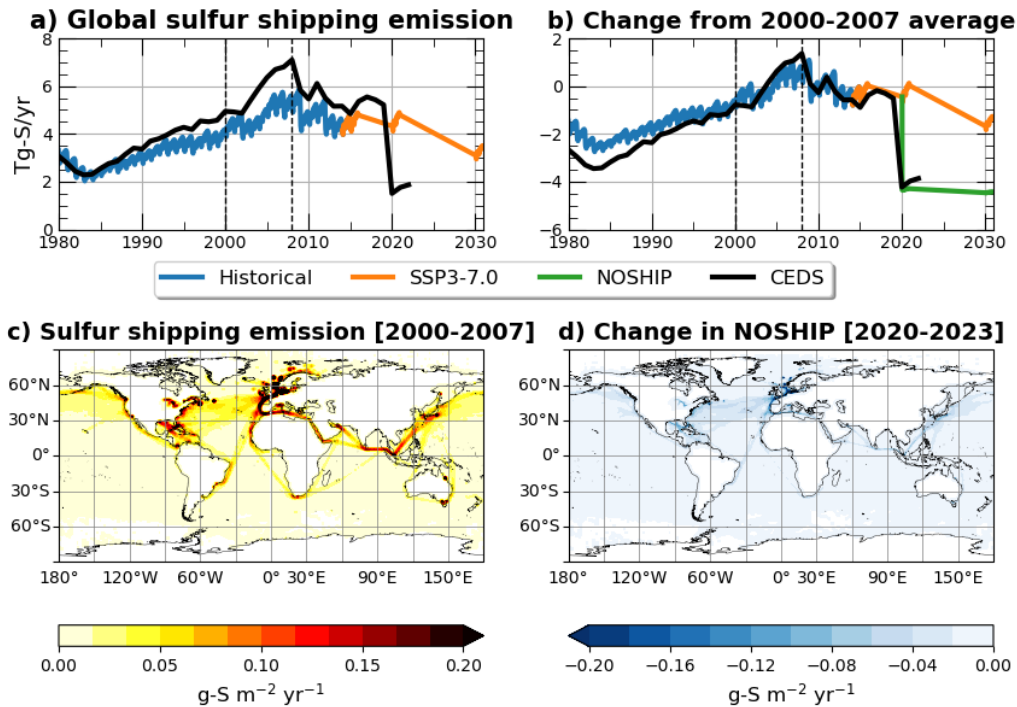 a) Global sulfur shipping emission
b) Change from 2000-2007 average
8
6
4
2
0
Tg-S/yr
1980 1990 2000 2010 2020 2030
2
0
−2
−4
−6
1980 1990 2000 2010 2020 2030
Historical SSP3-7.0 NOSHIP CEDS
c) Sulfur shipping emission [2000-2007]
d) Change in NOSHIP [2020-2023]
60°N
30°N
0°
30°S
60°S
180° 120°W 60°W 0° 30°E 90°E 150°E
60°N
30°N
0°
30°S
60°S
180° 120°W 60°W 0° 30°E 90°E 150°E
0.00 0.05 0.10 0.15 0.20
g-S m⁻² yr⁻¹
−0.20 −0.16 −0.12 −0.08 −0.04 0.00
g-S m⁻² yr⁻¹